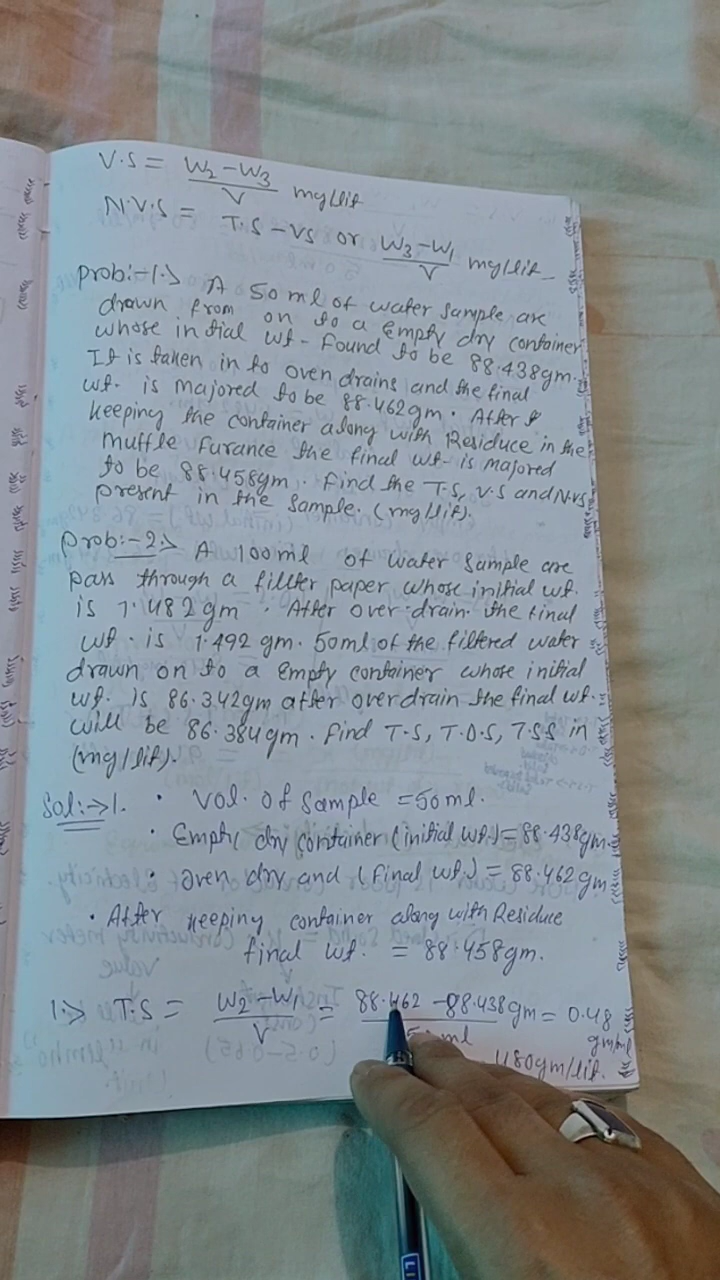 V.S = W₂ - W₃ / V mg/lit
N.V.S = T.S - VS or W₃ - W₁ / V mg/lit
Prob:-1:> A 50 ml of water sample are
drawn from on to a empty dry container
whose initial wt- found to be 88.438gm.
It is taken in to oven drains and the final
wt. is majored to be 88.462gm. After
keeping the container along with Residuce in the
muffle furance the final wt- is majored
to be 88.458gm. Find the T.S, V.S and N.V.S
present in the sample. (mg/lit).
Prob:-2:> A 100ml of water sample are
pass through a fillter paper whose initial wt.
is 1.482 gm. After over drain the final
wt. is 1.492 gm. 50ml of the filtered water
drawn on to a empty container whose initial
wt. is 86.342gm after over drain the final wt.
will be 86.384gm. Find T.S, T.D.S, T.S.S in
(mg/lit).
Sol:->1. • Vol. of Sample = 50ml.
• Empty dry container (initial wt.) = 88.438gm.
• Oven dry and (Final wt.) = 88.462 gm
• After keeping container along with Residuce
final wt. = 88.458gm.
1:> T.S = W₂ - W₁ / V = 88.462 - 88.438gm / ml = 0.48
gm/ml
480gm/lit.